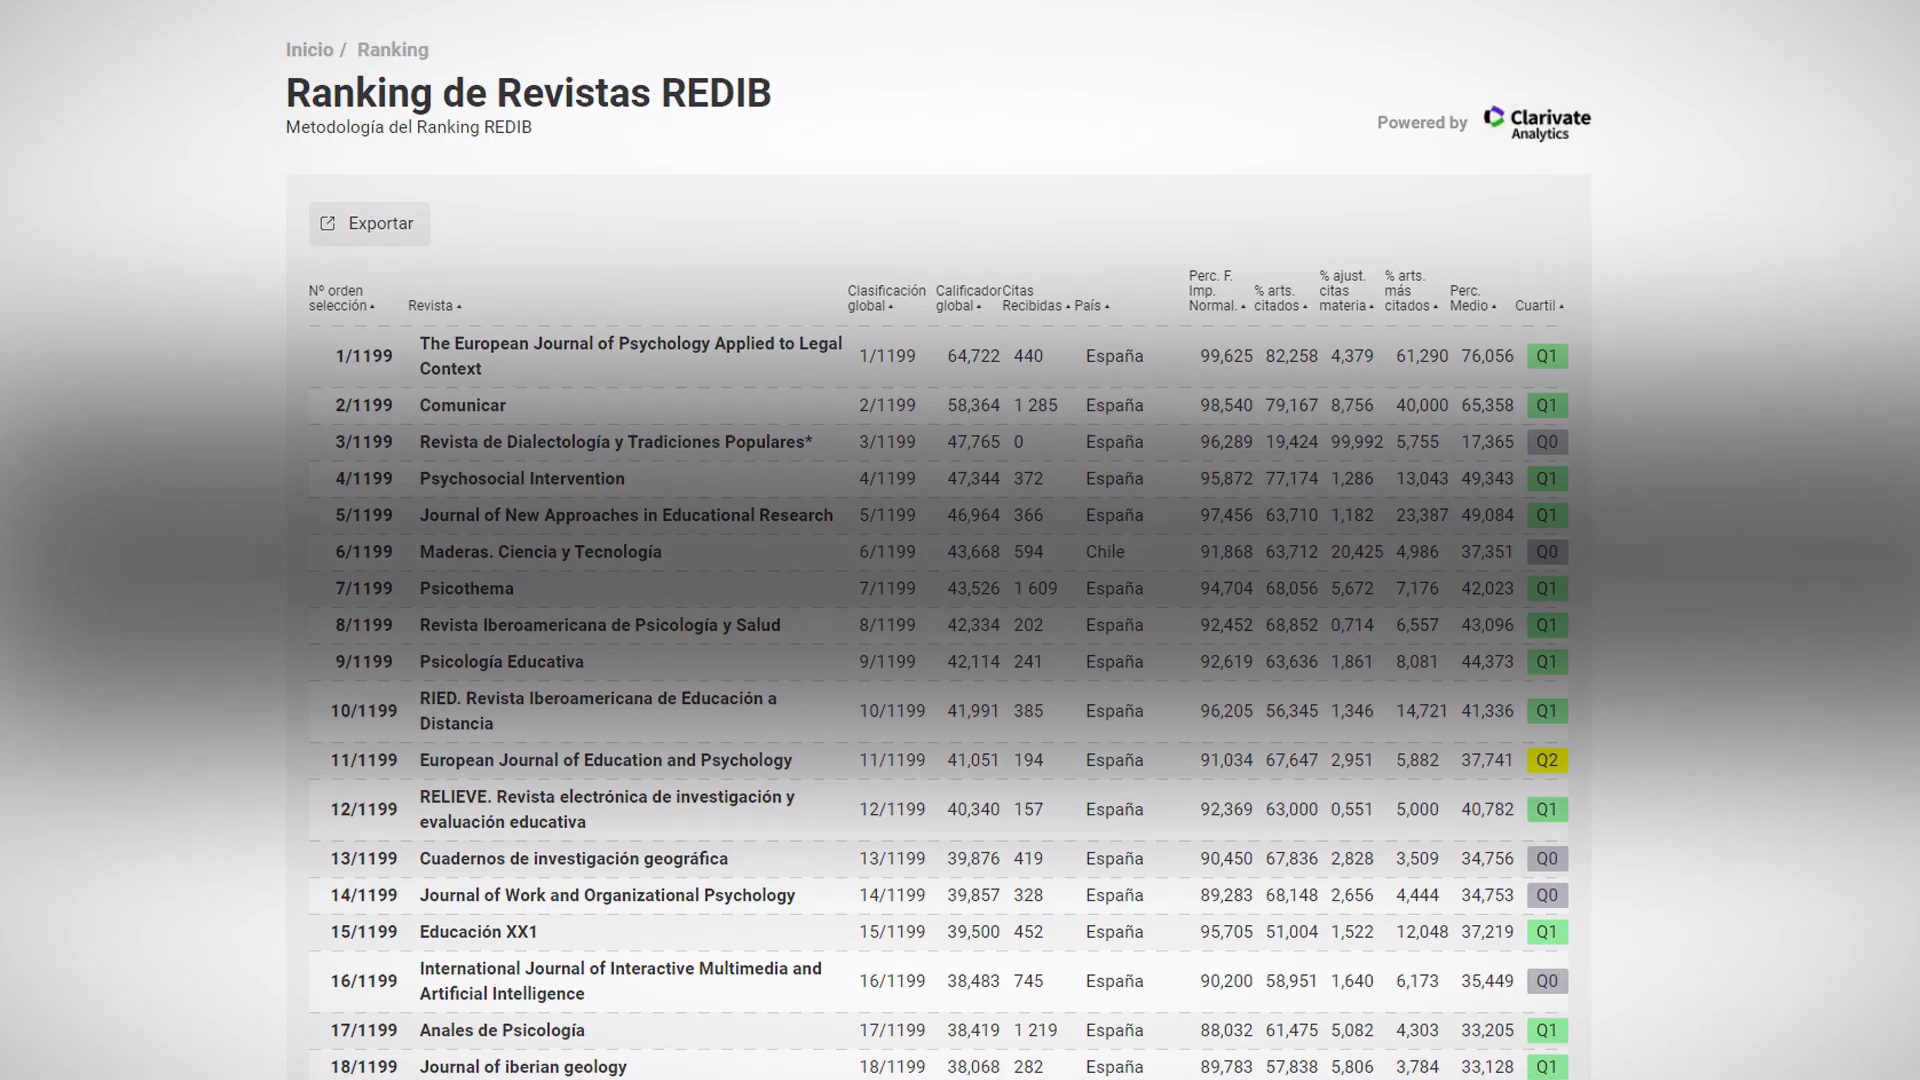 Inicio / Ranking
Ranking de Revistas REDIB
Metodología del Ranking REDIB
Powered by Clarivate Analytics
Exportar
Nº orden selección Revista Clasificación global Calificador global Citas Recibidas País Perc. F. Imp. Normal. % arts. citados % ajust. citas materia % arts. más citados Perc. Medio Cuartil
1/1199 The European Journal of Psychology Applied to Legal Context 1/1199 64,722 440 España 99,625 82,258 4,379 61,290 76,056 Q1
2/1199 Comunicar 2/1199 58,364 1 285 España 98,540 79,167 8,756 40,000 65,358 Q1
3/1199 Revista de Dialectología y Tradiciones Populares* 3/1199 47,765 0 España 96,289 19,424 99,992 5,755 17,365 Q0
4/1199 Psychosocial Intervention 4/1199 47,344 372 España 95,872 77,174 1,286 13,043 49,343 Q1
5/1199 Journal of New Approaches in Educational Research 5/1199 46,964 366 España 97,456 63,710 1,182 23,387 49,084 Q1
6/1199 Maderas. Ciencia y Tecnología 6/1199 43,668 594 Chile 91,868 63,712 20,425 4,986 37,351 Q0
7/1199 Psicothema 7/1199 43,526 1 609 España 94,704 68,056 5,672 7,176 42,023 Q1
8/1199 Revista Iberoamericana de Psicología y Salud 8/1199 42,334 202 España 92,452 68,852 0,714 6,557 43,096 Q1
9/1199 Psicología Educativa 9/1199 42,114 241 España 92,619 63,636 1,861 8,081 44,373 Q1
10/1199 RIED. Revista Iberoamericana de Educación a Distancia 10/1199 41,991 385 España 96,205 56,345 1,346 14,721 41,336 Q1
11/1199 European Journal of Education and Psychology 11/1199 41,051 194 España 91,034 67,647 2,951 5,882 37,741 Q2
12/1199 RELIEVE. Revista electrónica de investigación y evaluación educativa 12/1199 40,340 157 España 92,369 63,000 0,551 5,000 40,782 Q1
13/1199 Cuadernos de investigación geográfica 13/1199 39,876 419 España 90,450 67,836 2,828 3,509 34,756 Q0
14/1199 Journal of Work and Organizational Psychology 14/1199 39,857 328 España 89,283 68,148 2,656 4,444 34,753 Q0
15/1199 Educación XX1 15/1199 39,500 452 España 95,705 51,004 1,522 12,048 37,219 Q1
16/1199 International Journal of Interactive Multimedia and Artificial Intelligence 16/1199 38,483 745 España 90,200 58,951 1,640 6,173 35,449 Q0
17/1199 Anales de Psicología 17/1199 38,419 1 219 España 88,032 61,475 5,082 4,303 33,205 Q1
18/1199 Journal of iberian geology 18/1199 38,068 282 España 89,783 57,838 5,806 3,784 33,128 Q1